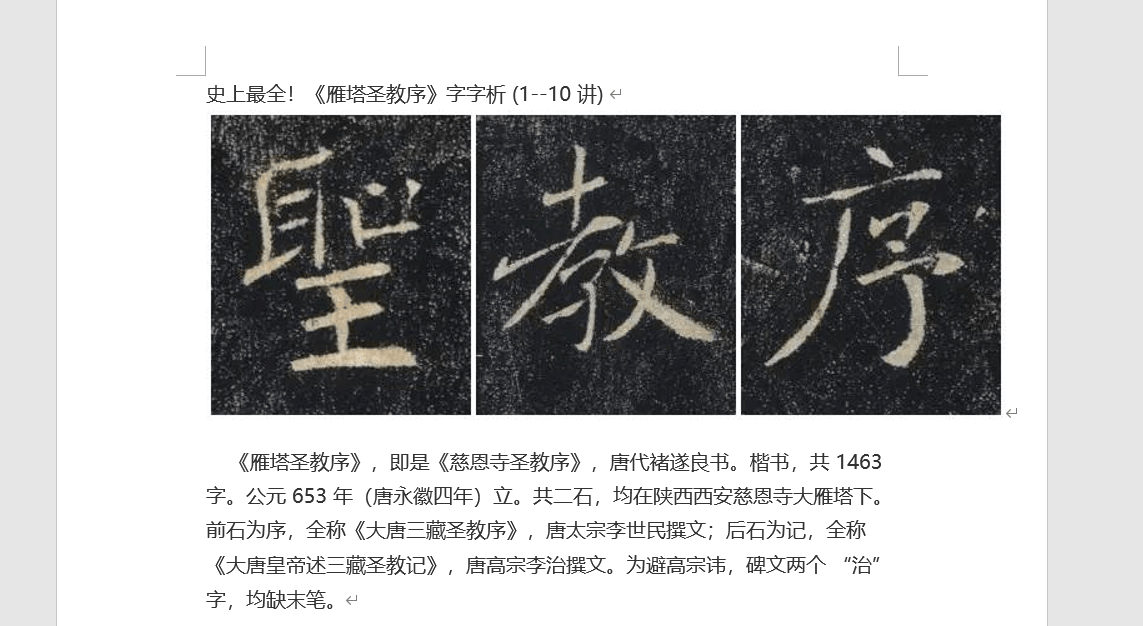 史上最全！《雁塔圣教序》字字析 (1--10 讲)
聖 教 序
《雁塔圣教序》，即是《慈恩寺圣教序》，唐代褚遂良书。楷书，共 1463
字。公元 653 年（唐永徽四年）立。共二石，均在陕西西安慈恩寺大雁塔下。
前石为序，全称《大唐三藏圣教序》，唐太宗李世民撰文；后石为记，全称
《大唐皇帝述三藏圣教记》，唐高宗李治撰文。为避高宗讳，碑文两个 “治”
字，均缺末笔。